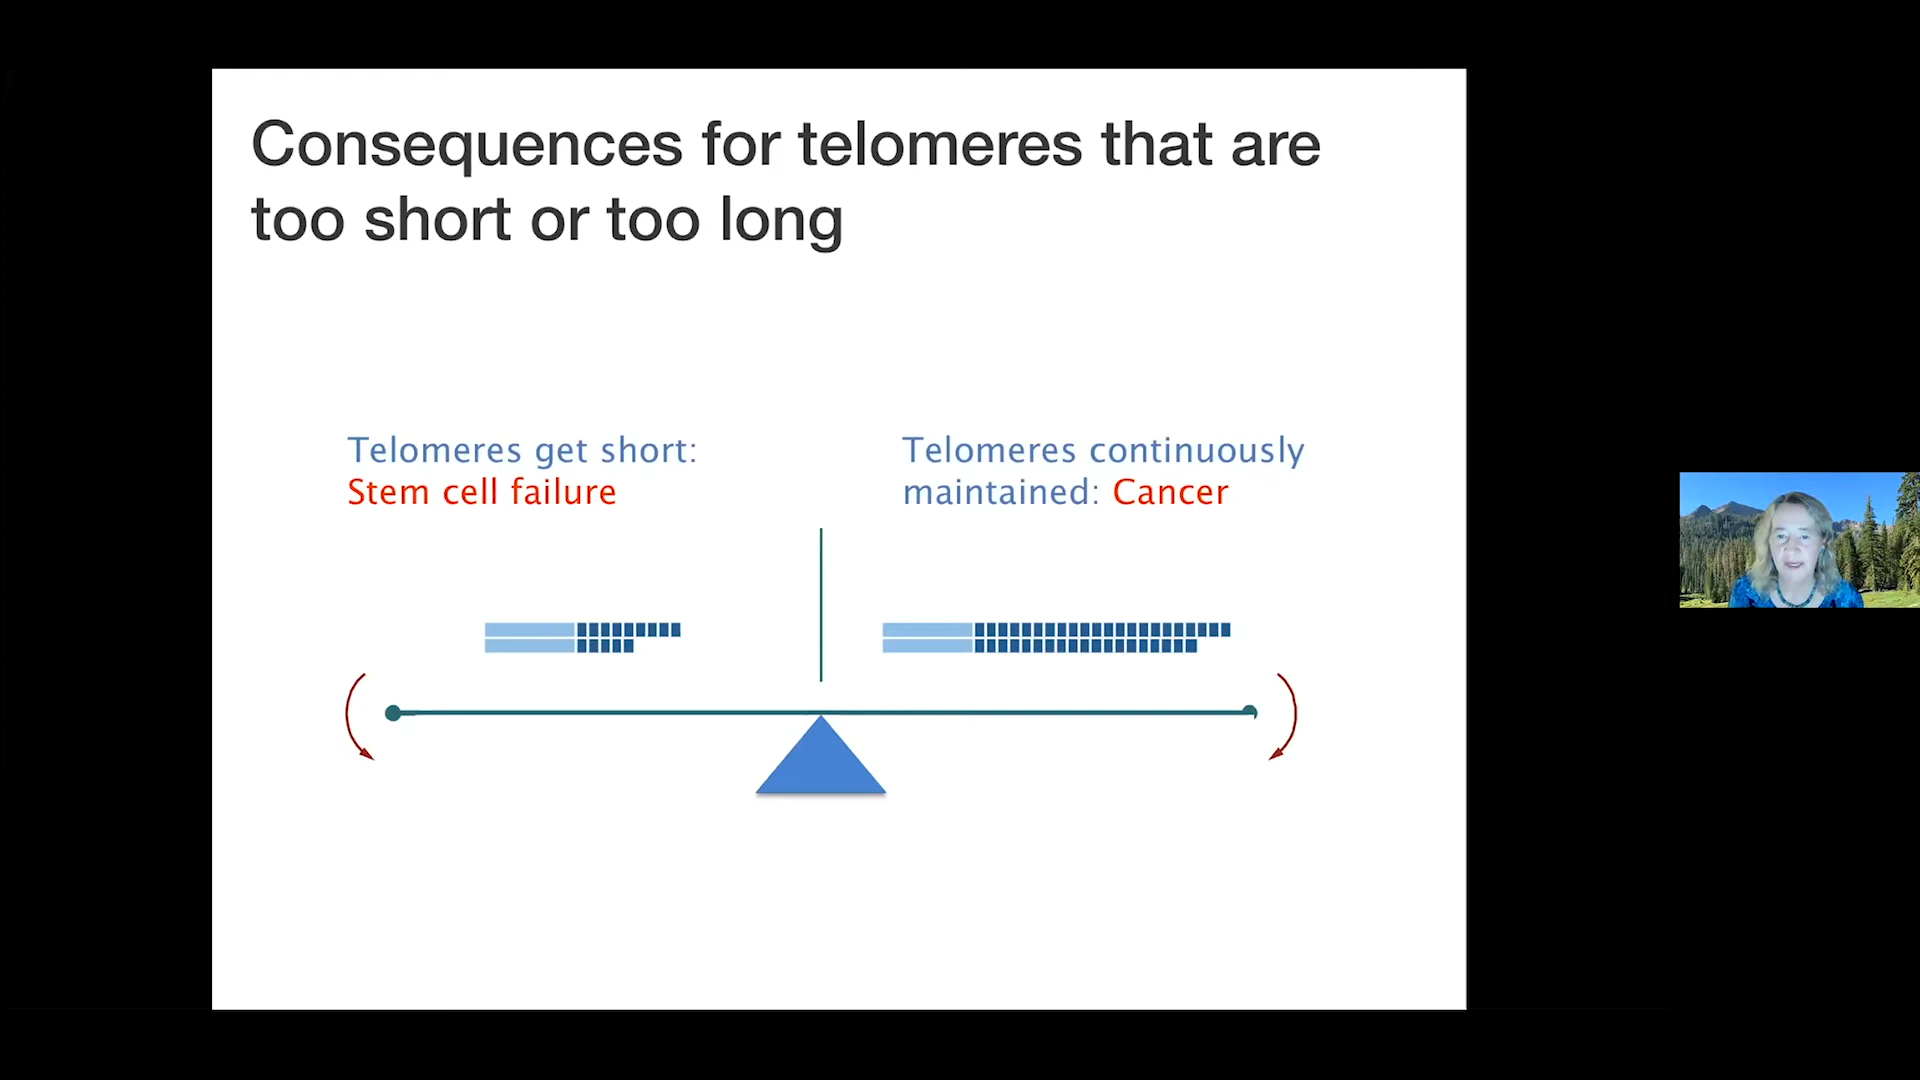 Consequences for telomeres that are
too short or too long
Telomeres get short:
Stem cell failure
Telomeres continuously
maintained: Cancer